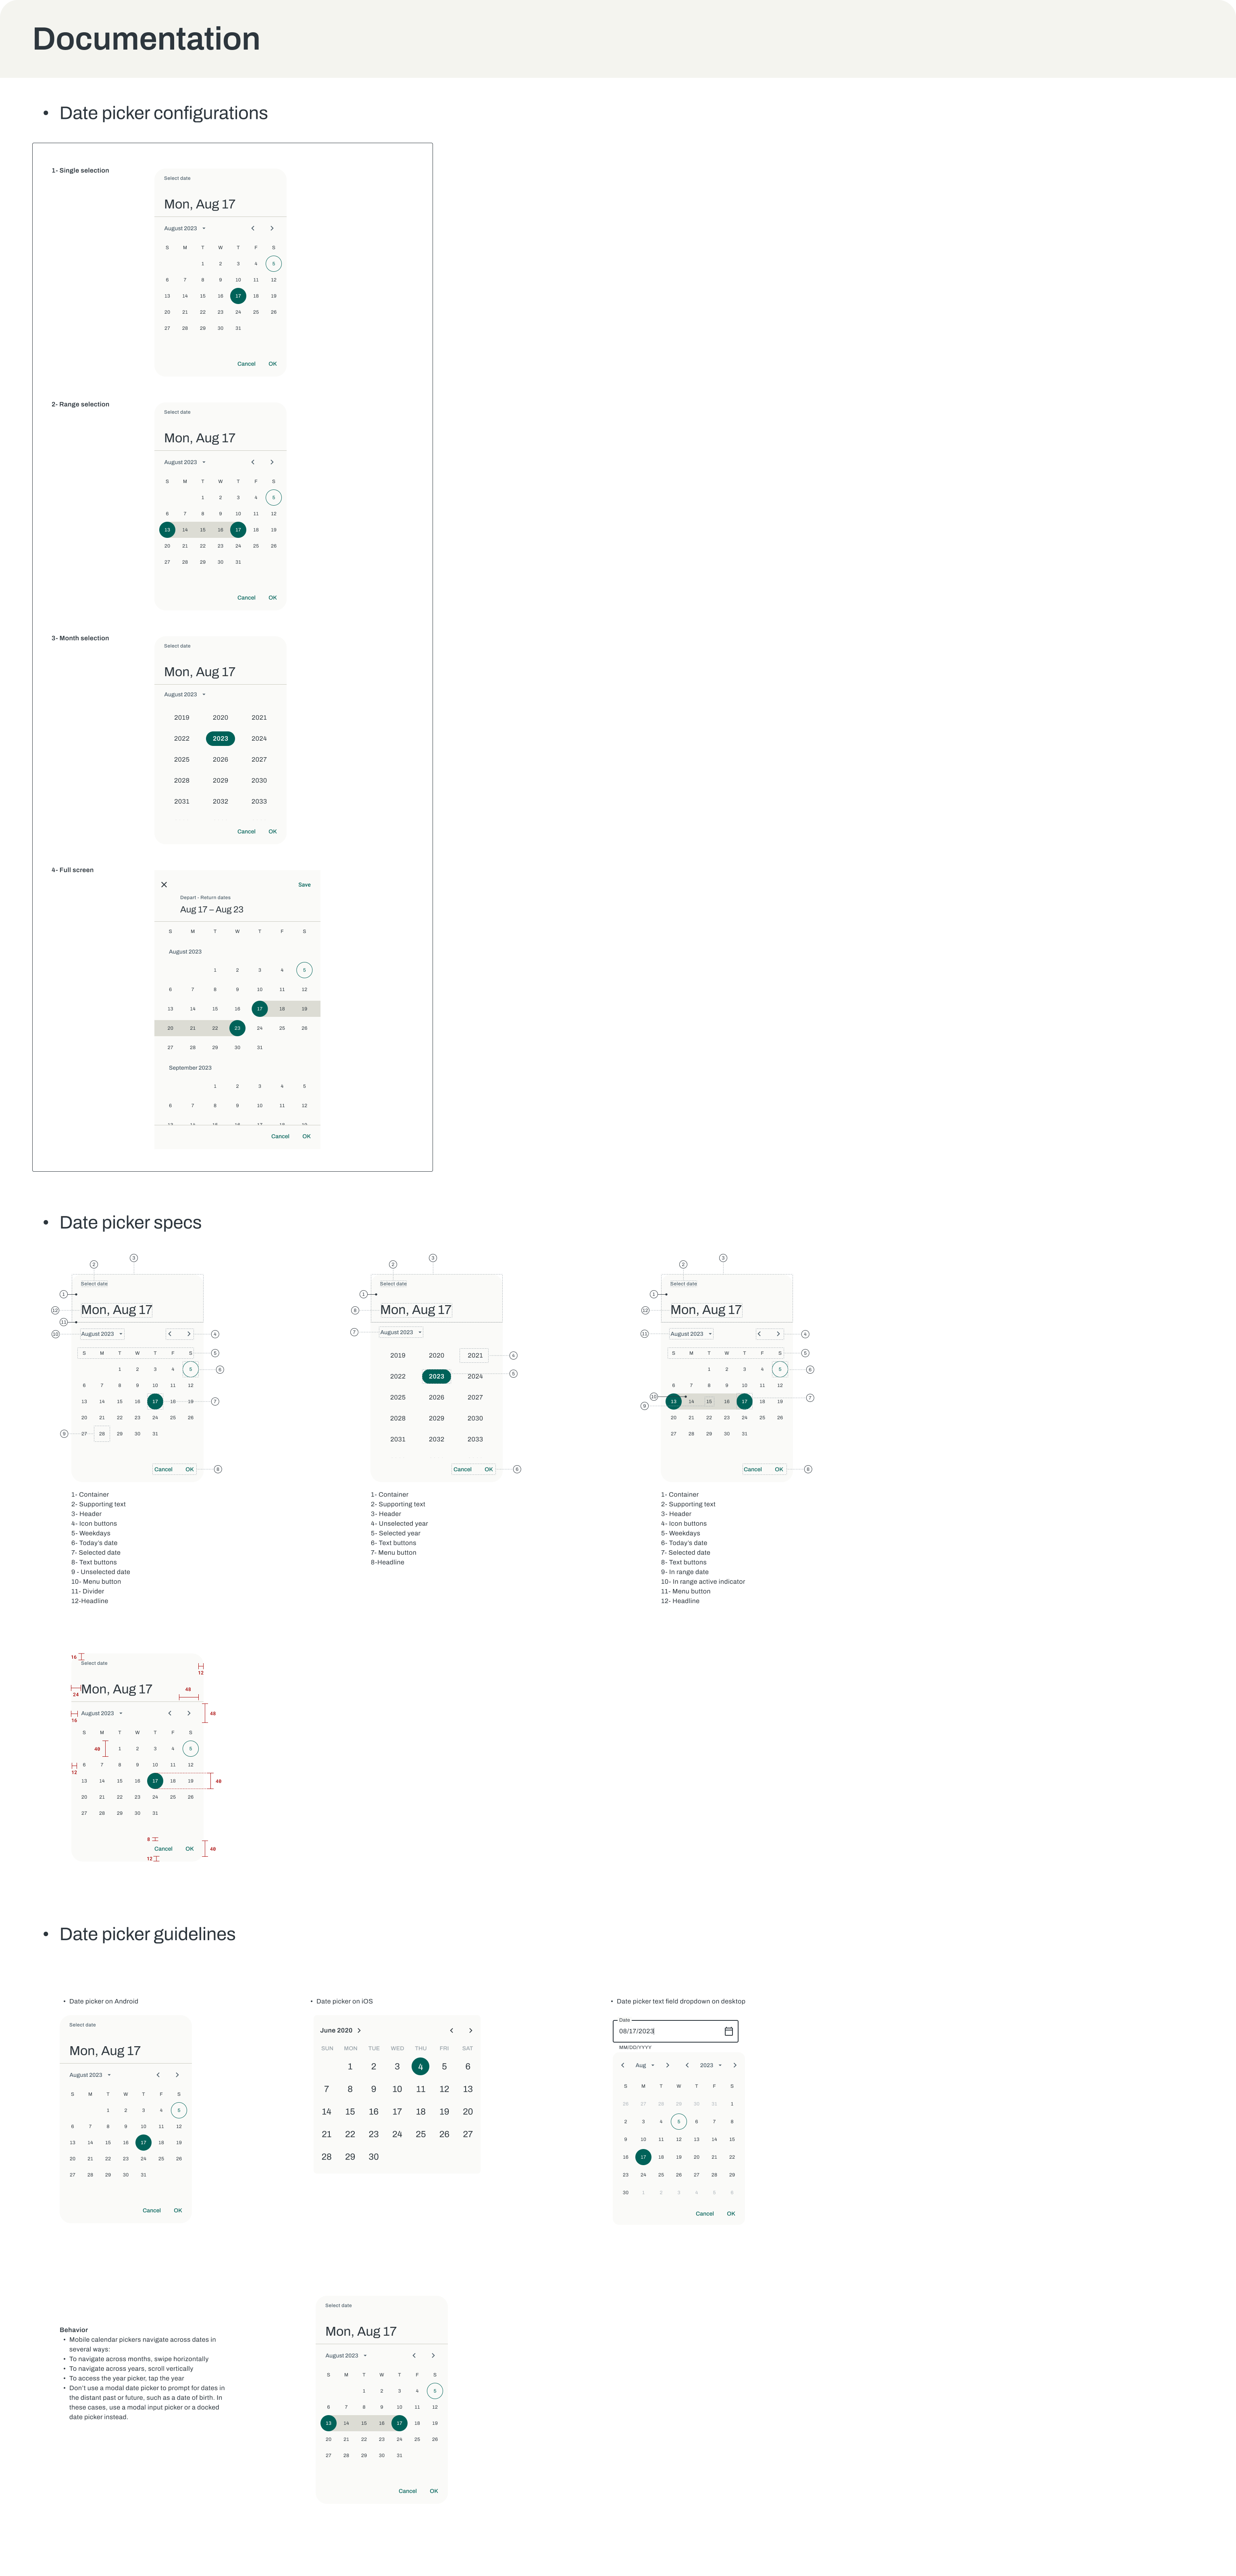 Documentation
• Date picker configurations
1- Single selection
Select date
Mon, Aug 17
August 2023
S M T W T F S
1 2 3 4 5
6 7 8 9 10 11 12
13 14 15 16 17 18 19
20 21 22 23 24 25 26
27 28 29 30 31
Cancel OK
2- Range selection
Select date
Mon, Aug 17
August 2023
S M T W T F S
1 2 3 4 5
6 7 8 9 10 11 12
13 14 15 16 17 18 19
20 21 22 23 24 25 26
27 28 29 30 31
Cancel OK
3- Month selection
Select date
Mon, Aug 17
August 2023
2019 2020 2021
2022 2023 2024
2025 2026 2027
2028 2029 2030
2031 2032 2033
Cancel OK
4- Full screen
Save
Depart - Return dates
Aug 17 – Aug 23
S M T W T F S
August 2023
1 2 3 4 5
6 7 8 9 10 11 12
13 14 15 16 17 18 19
20 21 22 23 24 25 26
27 28 29 30 31
September 2023
1 2 3 4 5
6 7 8 9 10 11 12
Cancel OK
• Date picker specs
2 3
Select date
1
12 Mon, Aug 17
11
10 August 2023 4
S M T W T F S 5
1 2 3 4 5 6
6 7 8 9 10 11 12
13 14 15 16 17 18 19 7
20 21 22 23 24 25 26
9 27 28 29 30 31
Cancel OK 8
1- Container
2- Supporting text
3- Header
4- Icon buttons
5- Weekdays
6- Today's date
7- Selected date
8- Text buttons
9 - Unselected date
10- Menu button
11- Divider
12-Headline
2 3
Select date
1
8 Mon, Aug 17
7 August 2023
2019 2020 2021 4
2022 2023 2024 5
2025 2026 2027
2028 2029 2030
2031 2032 2033
Cancel OK 6
1- Container
2- Supporting text
3- Header
4- Unselected year
5- Selected year
6- Text buttons
7- Menu button
8-Headline
2 3
Select date
1
12 Mon, Aug 17
11 August 2023 4
S M T W T F S 5
1 2 3 4 5 6
6 7 8 9 10 11 12
10 7
13 14 15 16 17 18 19
9
20 21 22 23 24 25 26
27 28 29 30 31
Cancel OK 8
1- Container
2- Supporting text
3- Header
4- Icon buttons
5- Weekdays
6- Today's date
7- Selected date
8- Text buttons
9- In range date
10- In range active indicator
11- Menu button
12- Headline
16
Select date
12
Mon, Aug 17
24 48
August 2023 48
16
S M T W T F S
1 2 3 4 5
6 7 8 9 10 11 12
12
13 14 15 16 17 18 19
20 21 22 23 24 25 26
27 28 29 30 31
8
Cancel OK
12
• Date picker guidelines
• Date picker on Android
Select date
Mon, Aug 17
August 2023
S M T W T F S
1 2 3 4 5
6 7 8 9 10 11 12
13 14 15 16 17 18 19
20 21 22 23 24 25 26
27 28 29 30 31
Cancel OK
• Date picker on iOS
June 2020
SUN MON TUE WED THU FRI SAT
1 2 3 4 5 6
7 8 9 10 11 12 13
14 15 16 17 18 19 20
21 22 23 24 25 26 27
28 29 30
• Date picker text field dropdown on desktop
Date
08/17/2023
MM/DD/YYYY
Aug 2023
S M T W T F S
26 27 28 29 30 31 1
2 3 4 5 6 7 8
9 10 11 12 13 14 15
16 17 18 19 20 21 22
23 24 25 26 27 28 29
30 1 2 3 4 5 6
Cancel OK
Behavior
• Mobile calendar pickers navigate across dates in
several ways:
• To navigate across months, swipe horizontally
• To navigate across years, scroll vertically
• To access the year picker, tap the year
• Don't use a modal date picker to prompt for dates in
the distant past or future, such as a date of birth. In
these cases, use a modal input picker or a docked
date picker instead.
Select date
Mon, Aug 17
August 2023
S M T W T F S
1 2 3 4 5
6 7 8 9 10 11 12
13 14 15 16 17 18 19
20 21 22 23 24 25 26
27 28 29 30 31
Cancel OK